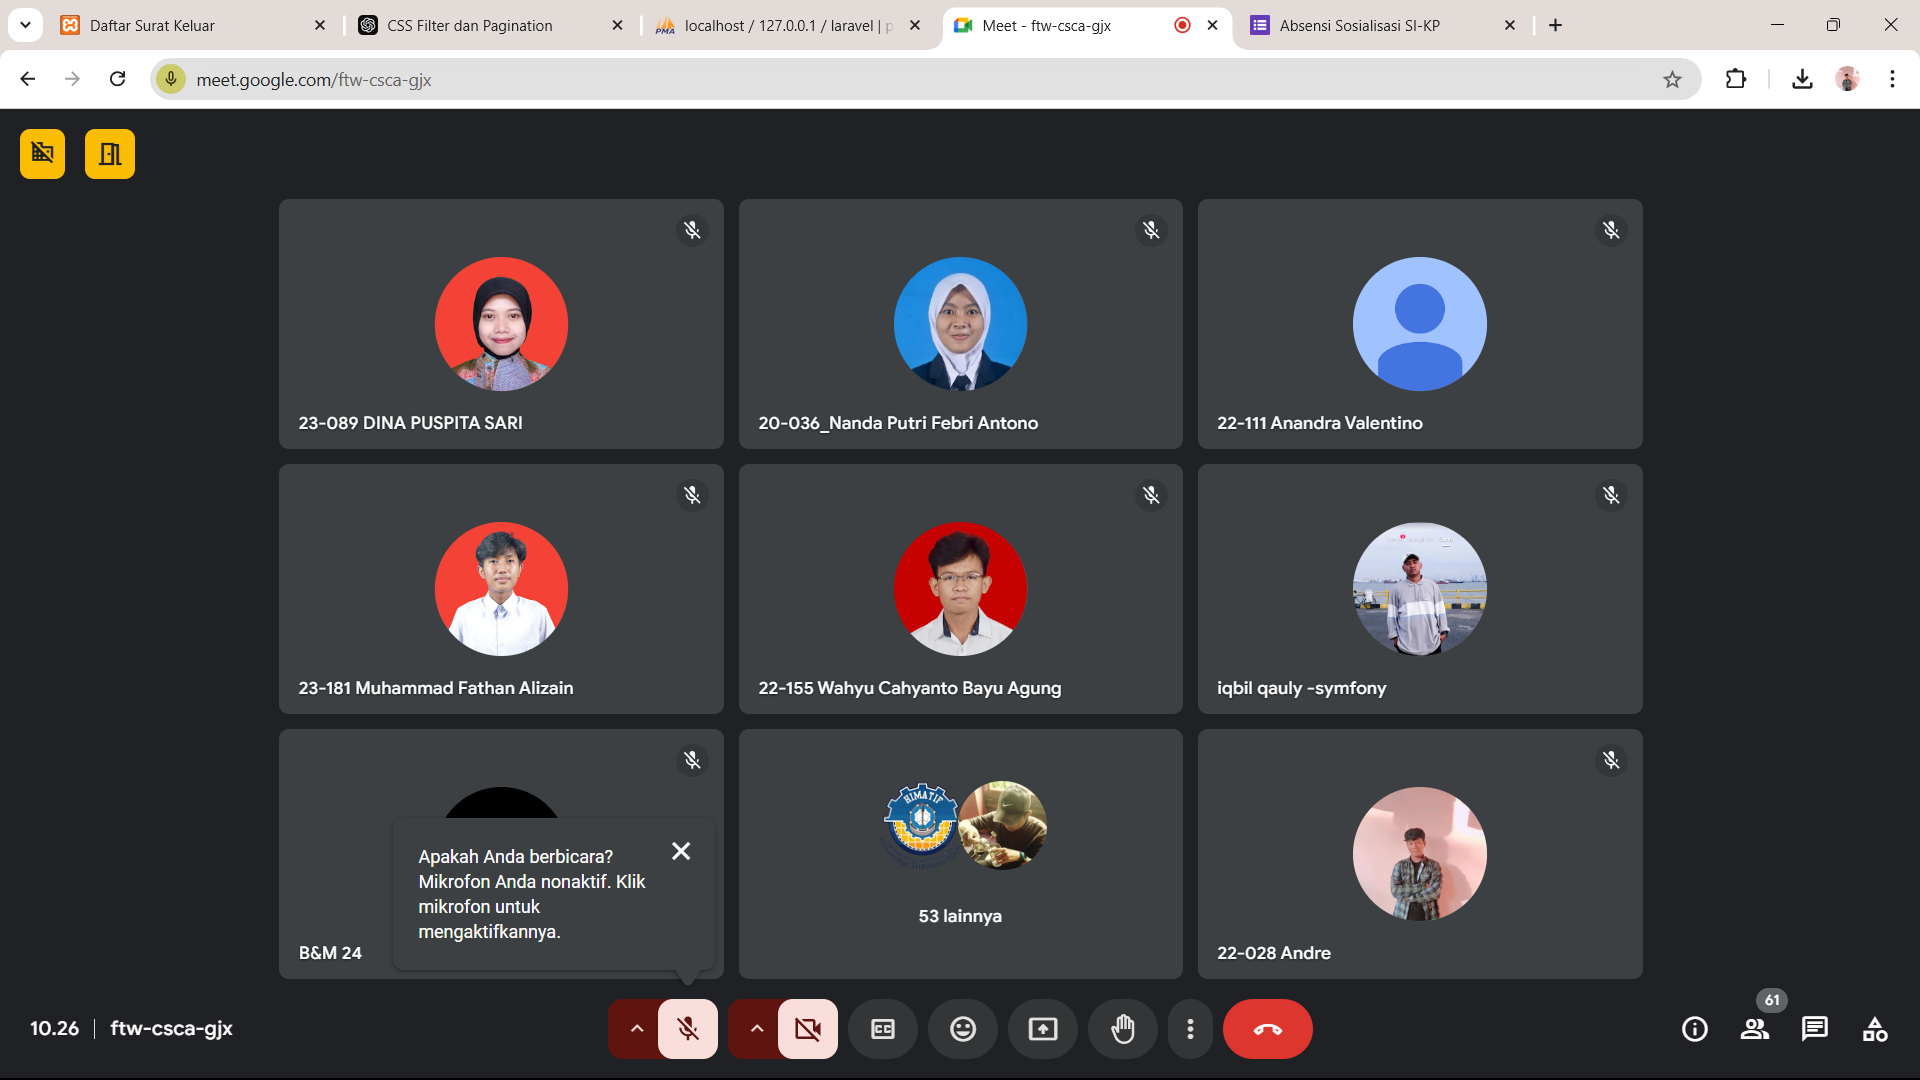 Daftar Surat Keluar
CSS Filter dan Pagination
localhost / 127.0.0.1 / laravel | p
Meet - ftw-csca-gjx
Absensi Sosialisasi SI-KP
meet.google.com/ftw-csca-gjx
23-089 DINA PUSPITA SARI
20-036_Nanda Putri Febri Antono
22-111 Anandra Valentino
23-181 Muhammad Fathan Alizain
22-155 Wahyu Cahyanto Bayu Agung
iqbil qauly -symfony
HIMATIF
Apakah Anda berbicara?
Mikrofon Anda nonaktif. Klik
mikrofon untuk
mengaktifkannya.
B&M 24
53 lainnya
22-028 Andre
10.26
ftw-csca-gjx
CC
61